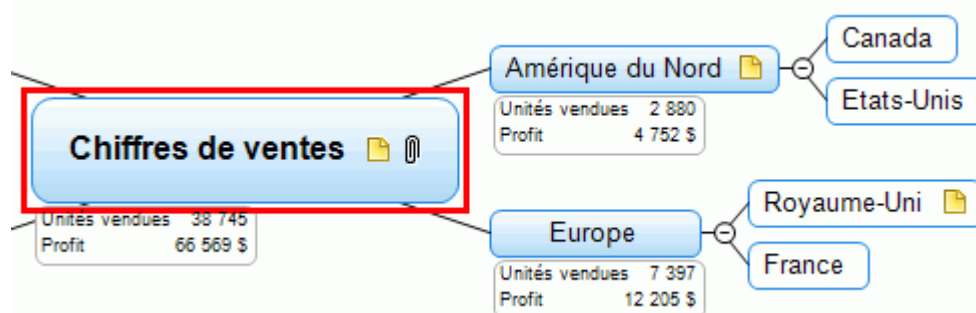 Chiffres de ventes
Unités vendues 38 745
Profit 66 569 $
Amérique du Nord
Unités vendues 2 880
Profit 4 752 $
Canada
Etats-Unis
Europe
Unités vendues 7 397
Profit 12 205 $
Royaume-Uni
France